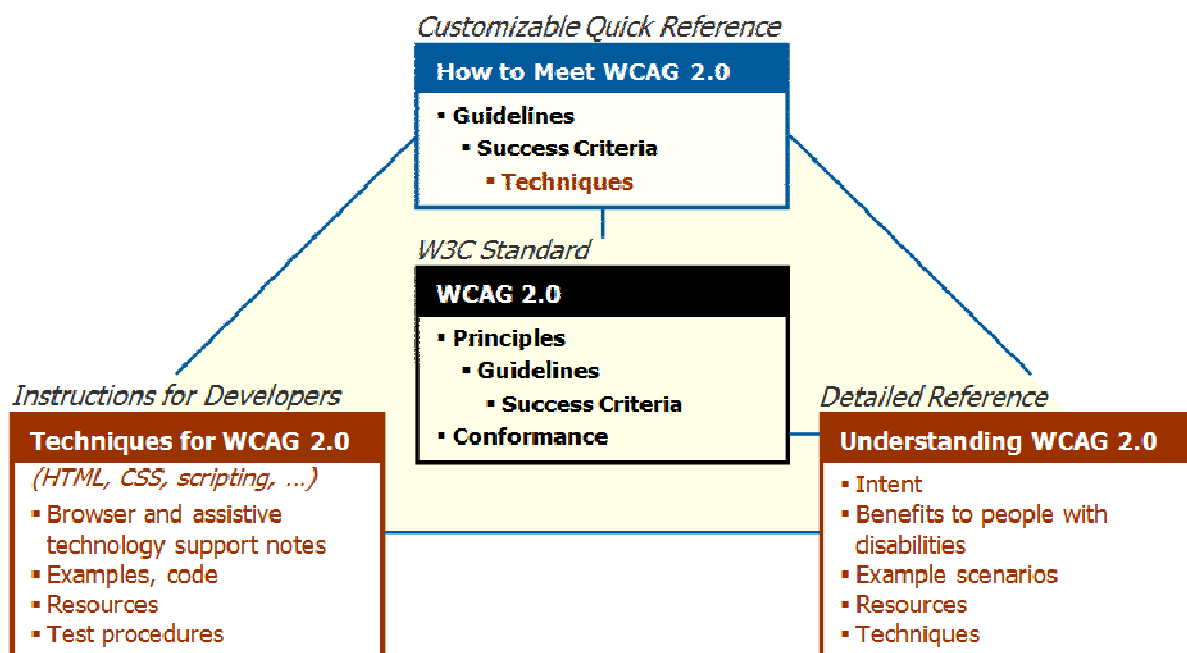 Customizable Quick Reference
How to Meet WCAG 2.0
▪ Guidelines
▪ Success Criteria
▪ Techniques
W3C Standard
WCAG 2.0
▪ Principles
▪ Guidelines
▪ Success Criteria
▪ Conformance
Instructions for Developers
Techniques for WCAG 2.0
(HTML, CSS, scripting, ...)
▪ Browser and assistive
technology support notes
▪ Examples, code
▪ Resources
▪ Test procedures
Detailed Reference
Understanding WCAG 2.0
▪ Intent
▪ Benefits to people with
disabilities
▪ Example scenarios
▪ Resources
▪ Techniques